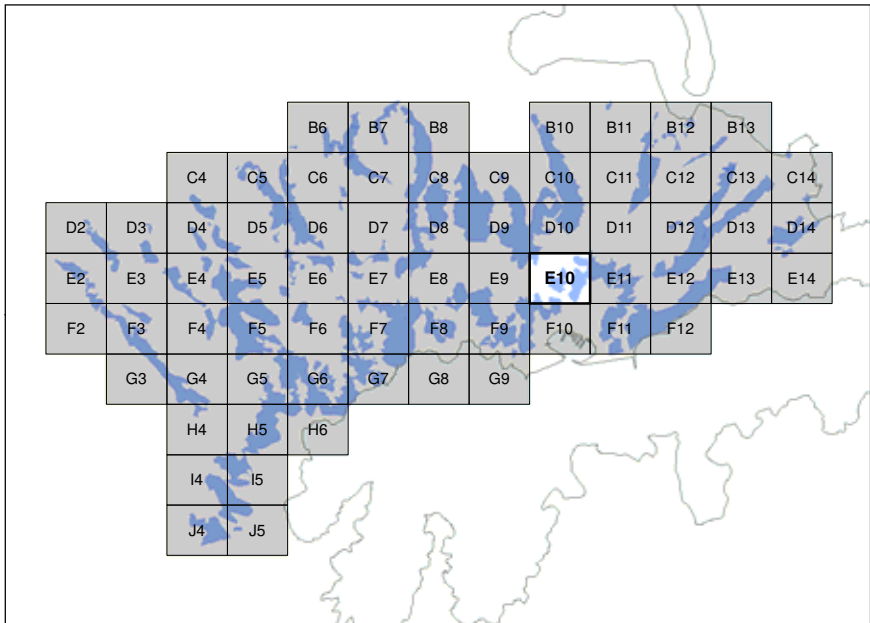 B6 B7 B8 B10 B11 B12 B13
C4 C5 C6 C7 C8 C9 C10 C11 C12 C13 C14
D2 D3 D4 D5 D6 D7 D8 D9 D10 D11 D12 D13 D14
E2 E3 E4 E5 E6 E7 E8 E9 E10 E11 E12 E13 E14
F2 F3 F4 F5 F6 F7 F8 F9 F10 F11 F12
G3 G4 G5 G6 G7 G8 G9
H4 H5 H6
I4 I5
J4 J5